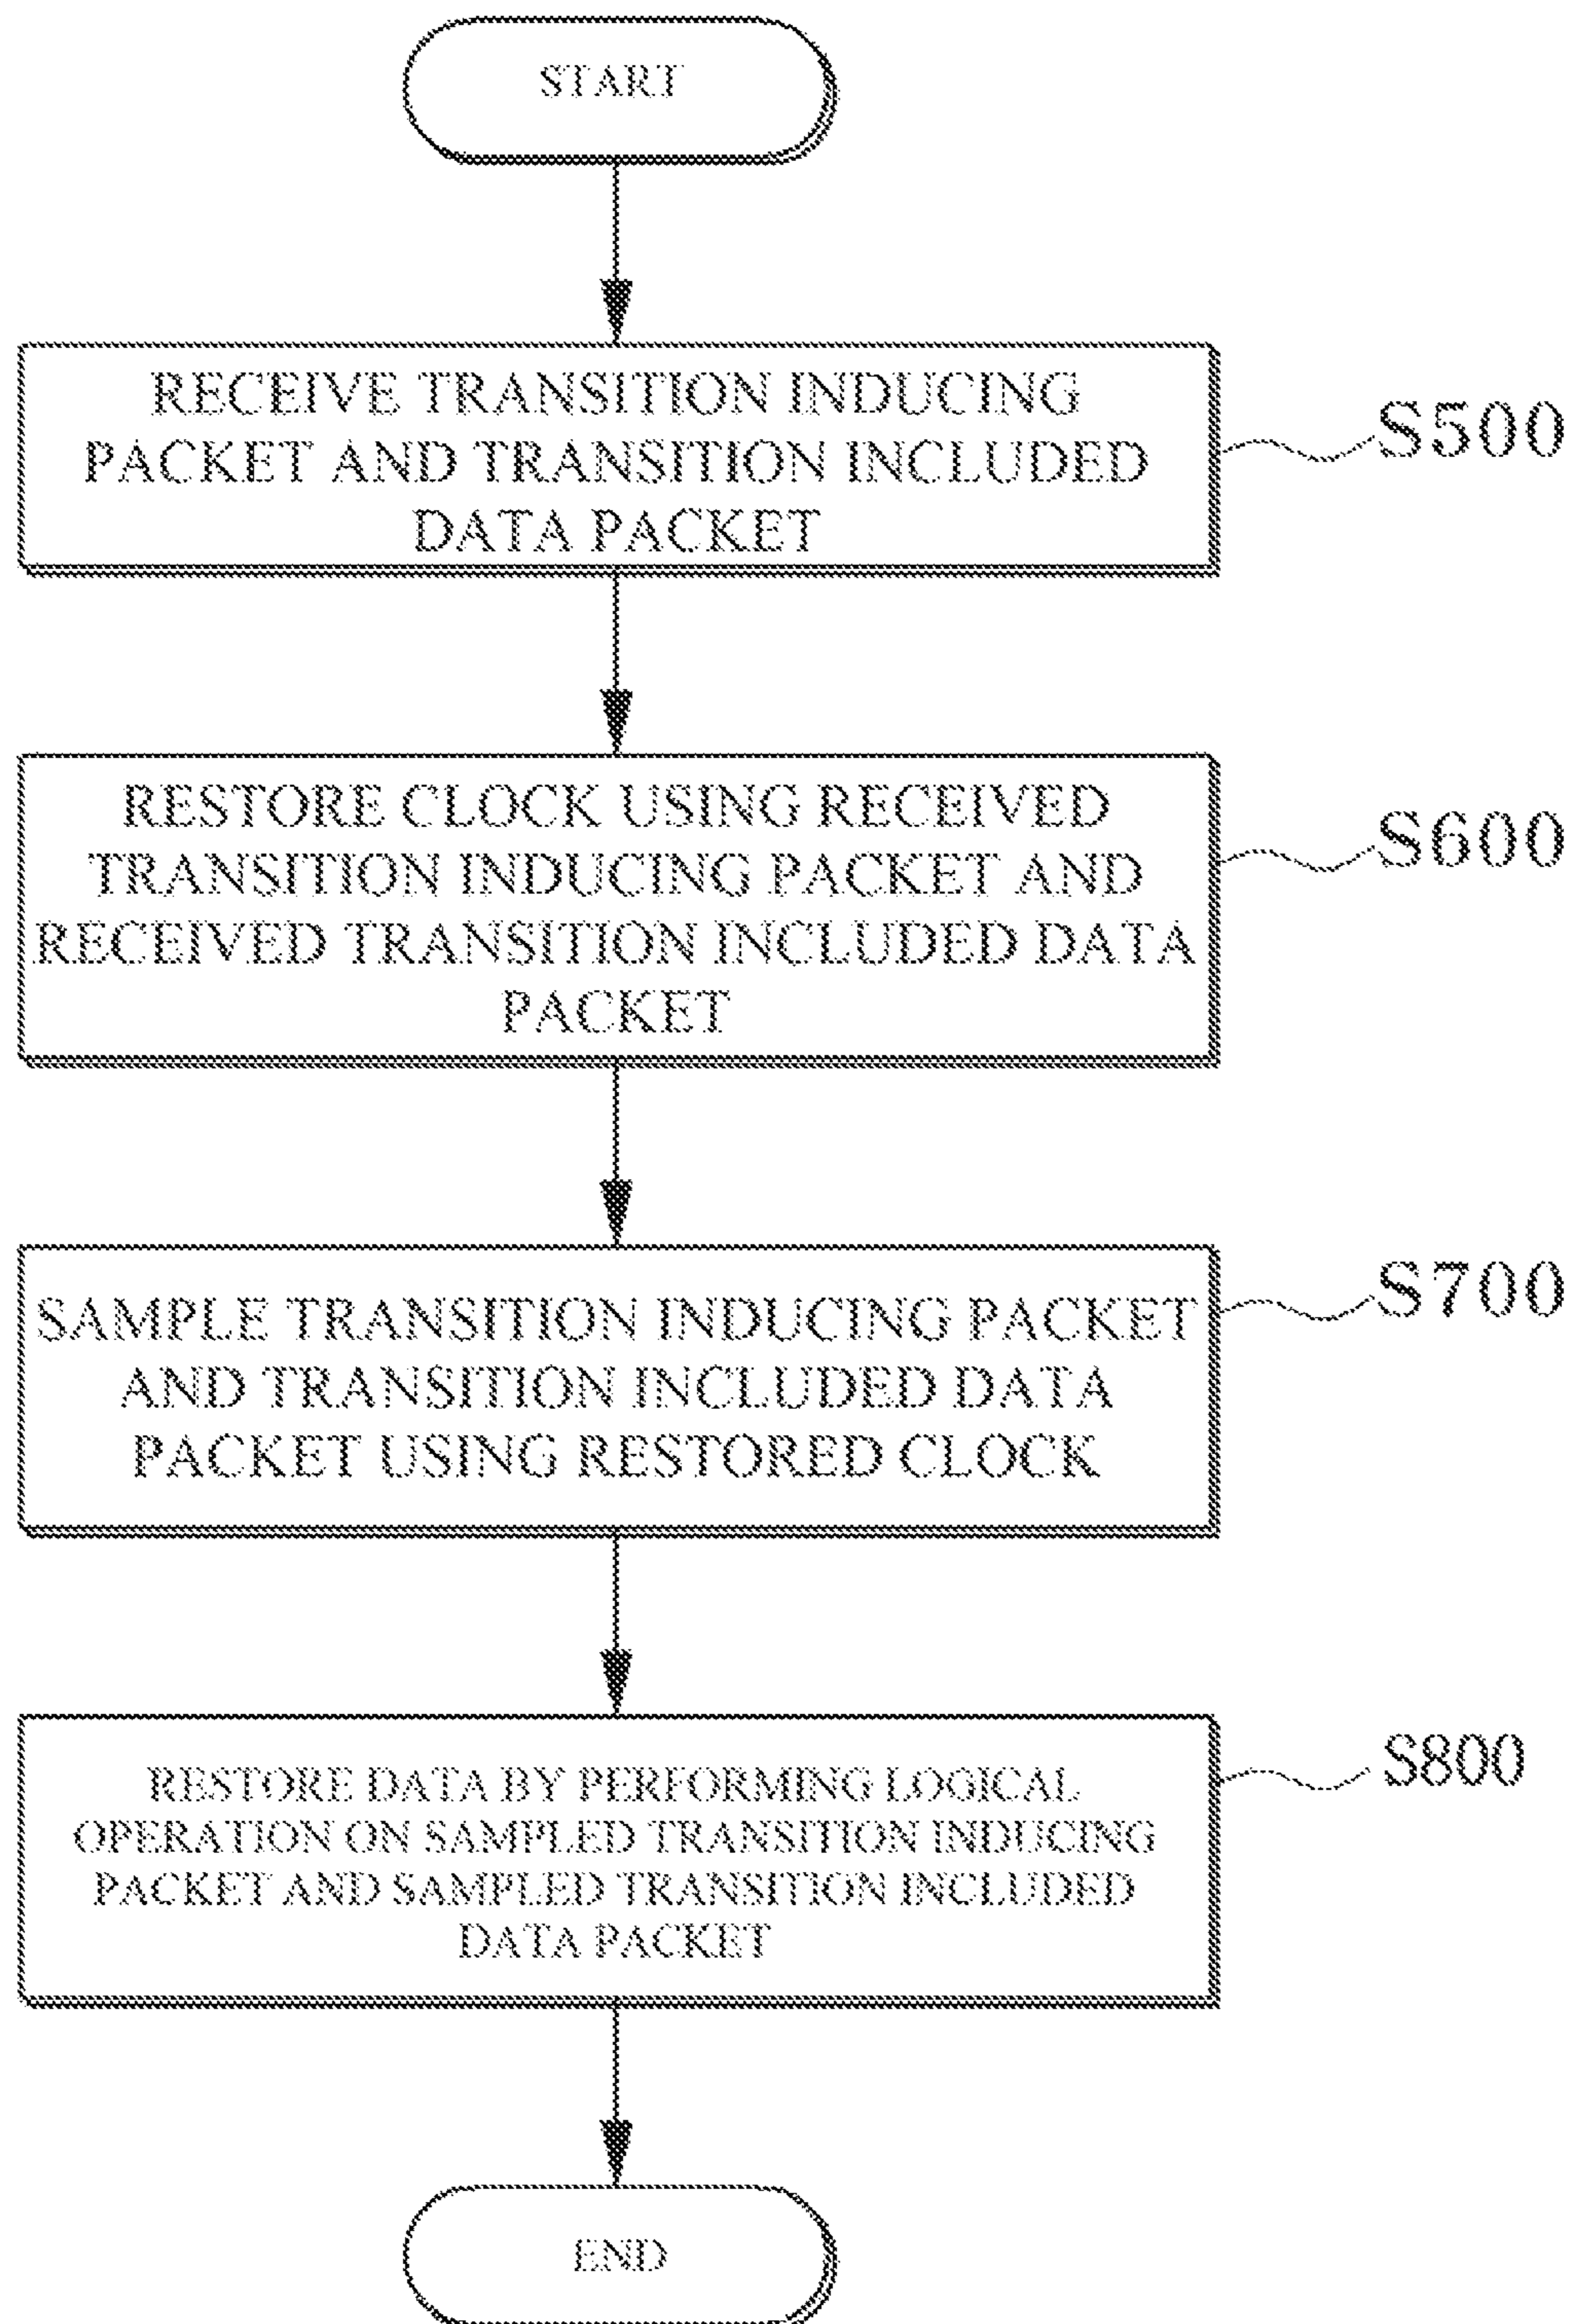 START
RECEIVE TRANSITION INDUCING
PACKET AND TRANSITION INCLUDED
DATA PACKET
S500
RESTORE CLOCK USING RECEIVED
TRANSITION INDUCING PACKET AND
RECEIVED TRANSITION INCLUDED DATA
PACKET
S600
SAMPLE TRANSITION INDUCING PACKET
AND TRANSITION INCLUDED DATA
PACKET USING RESTORED CLOCK
S700
RESTORE DATA BY PERFORMING LOGICAL
OPERATION ON SAMPLED TRANSITION INDUCING
PACKET AND SAMPLED TRANSITION INCLUDED
DATA PACKET
S800
END